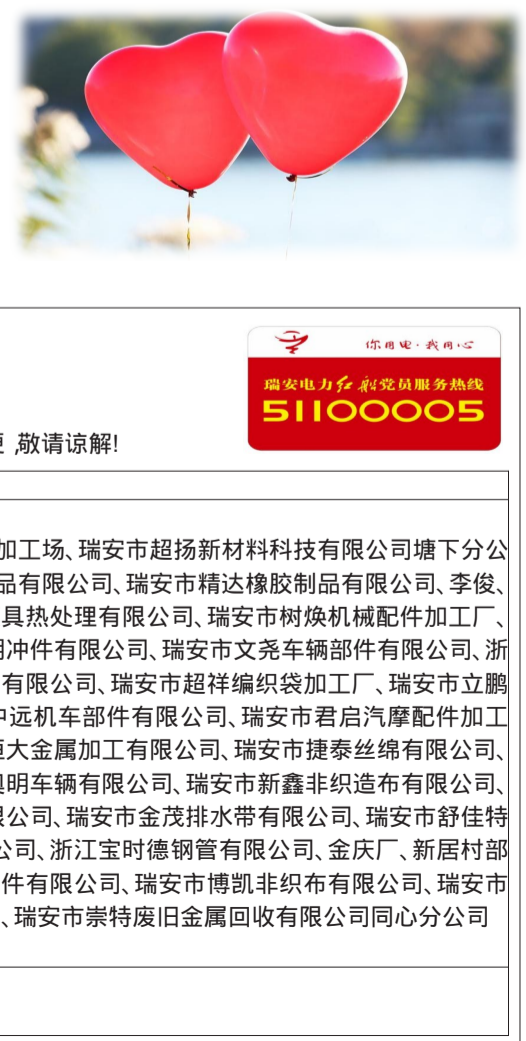 你用电·我用心
瑞安电力红船党员服务热线
51100005
,敬请谅解!
加工场、瑞安市超扬新材料科技有限公司塘下分公
品有限公司、瑞安市精达橡胶制品有限公司、李俊、
具热处理有限公司、瑞安市树焕机械配件加工厂、
冲件有限公司、瑞安市文尧车辆部件有限公司、浙
有限公司、瑞安市超祥编织袋加工厂、瑞安市立鹏
中远机车部件有限公司、瑞安市君启汽摩配件加工
恒大金属加工有限公司、瑞安市捷泰丝绵有限公司、
奥明车辆有限公司、瑞安市新鑫非织造布有限公司、
限公司、瑞安市金茂排水带有限公司、瑞安市舒佳特
公司、浙江宝时德钢管有限公司、金庆厂、新居村部
件有限公司、瑞安市博凯非织布有限公司、瑞安市
、瑞安市崇特废旧金属回收有限公司同心分公司